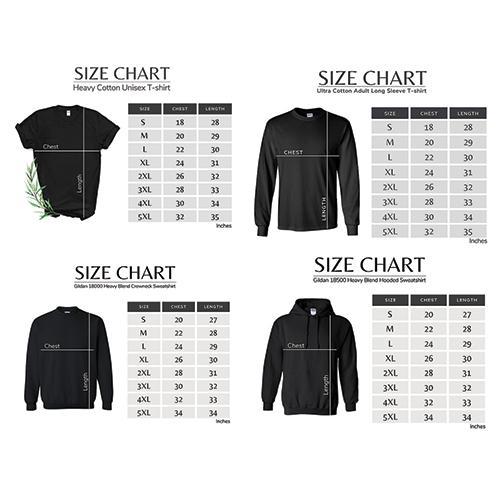 SIZE CHART
Heavy Cotton Unisex T-shirt
SIZE CHEST LENGTH
S 18 28
M 20 29
L 22 30
XL 24 31
2XL 26 32
3XL 28 33
4XL 30 34
5XL 32 35
Inches
Chest
Length
SIZE CHART
Ultra Cotton Adult Long Sleeve T-shirt
SIZE CHEST LENGTH
S 18 28
M 20 29
L 22 30
XL 24 31
2XL 26 32
3XL 28 33
4XL 30 34
5XL 32 35
Inches
CHEST
LENGTH
SIZE CHART
Gildan 18000 Heavy Blend Crewneck Sweatshirt
SIZE CHEST LENGTH
S 20 27
M 22 28
L 24 29
XL 26 30
2XL 28 31
3XL 30 32
4XL 32 33
5XL 34 34
Inches
Chest
Length
SIZE CHART
Gildan 18500 Heavy Blend Hooded Sweatshirt
SIZE CHEST LENGTH
S 20 27
M 22 28
L 24 29
XL 26 30
2XL 28 31
3XL 30 32
4XL 32 33
5XL 34 34
Inches
Chest
Length